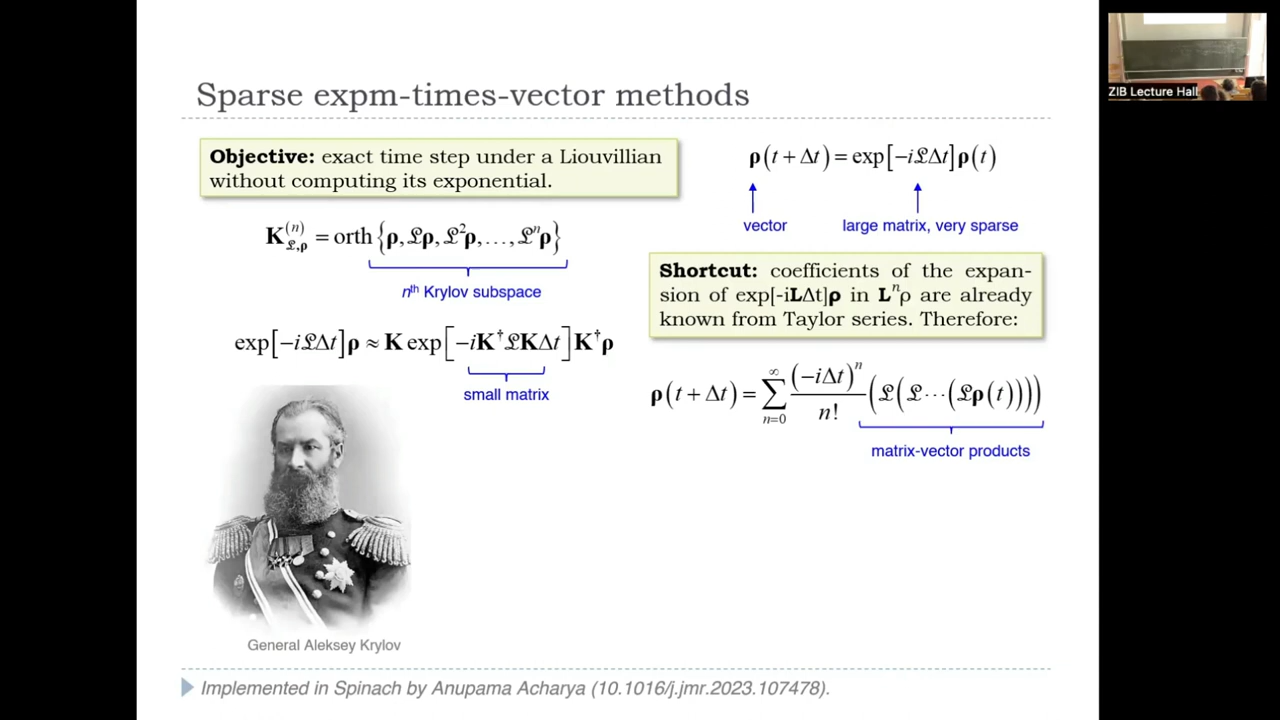 Sparse expm-times-vector methods
Objective: exact time step under a Liouvillian
without computing its exponential.
K^{(n)}_{𝓛,ρ} = orth{ρ, 𝓛ρ, 𝓛²ρ, …, 𝓛ⁿρ}
nᵗʰ Krylov subspace
exp[−i𝓛Δt]ρ ≈ K exp[−iK†𝓛KΔt]K†ρ
small matrix
General Aleksey Krylov
ρ(t + Δt) = exp[−i𝓛Δt]ρ(t)
vector
large matrix, very sparse
Shortcut: coefficients of the expan-
sion of exp[-iLΔt]ρ in Lⁿρ are already
known from Taylor series. Therefore:
ρ(t + Δt) = ∑_{n=0}^{∞} (−iΔt)ⁿ/n! (𝓛(𝓛⋯(𝓛ρ(t))))
matrix-vector products
Implemented in Spinach by Anupama Acharya (10.1016/j.jmr.2023.107478).
ZIB Lecture Hall